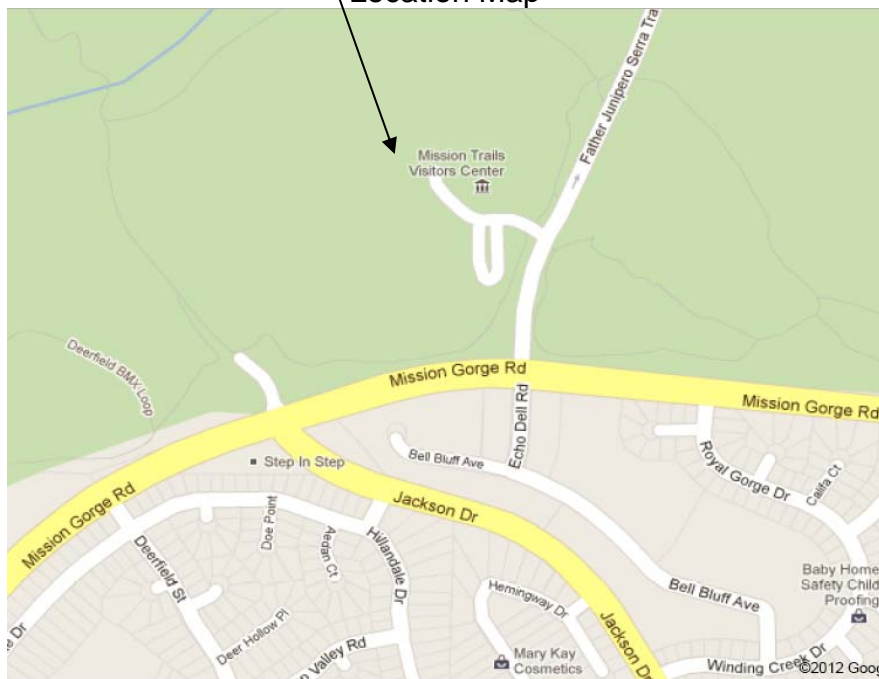 Location Map
Father Junipero Serra Tra
Mission Trails
Visitors Center
Deerfield BMX Loop
Mission Gorge Rd
Mission Gorge Rd
Echo Dell Rd
Bell Bluff Ave
Step In Step
Royal Gorge Dr
Califa Ct
Mission Gorge Rd
Jackson Dr
Doe Point
Aedan Ct
Hillandale Dr
Deerfield St
Baby Home
Safety Child
Proofing
Hemingway Dr
Bell Bluff Ave
Jackson Dr
Deer Hollow Pl
e Dr
n Valley Rd
Mary Kay
Cosmetics
Winding Creek Dr
©2012 Goog